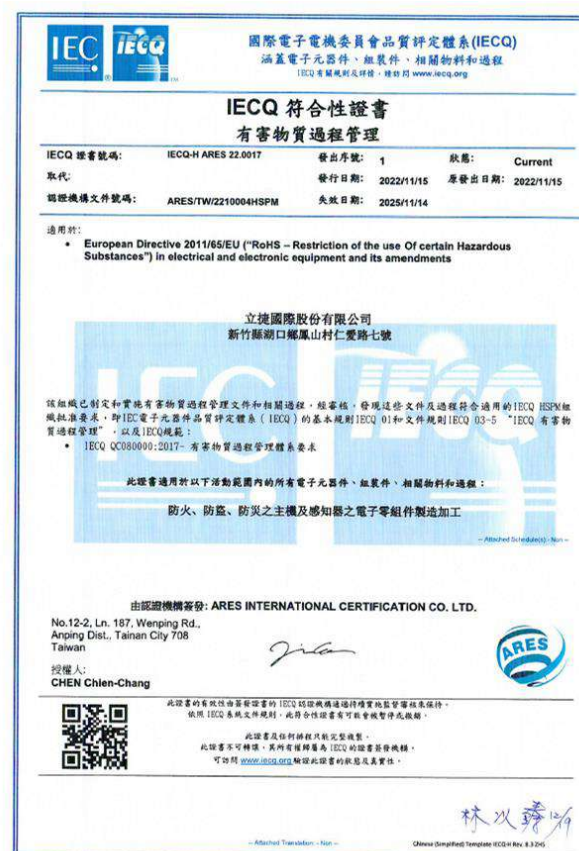 IEC IECQ
國際電子電機委員會品質評定體系(IECQ)
涵蓋電子元器件、組裝件、相關物料和過程
IECQ 有關規則及詳情，請訪問 www.iecq.org
IECQ 符合性證書
有害物質過程管理
IECQ 證書號碼: IECQ-H ARES 22.0017 發出序號: 1 狀態: Current
取代: 發行日期: 2022/11/15 原發出日期: 2022/11/15
認證機構文件號碼: ARES/TW/2210004HSPM 失效日期: 2025/11/14
適用於:
• European Directive 2011/65/EU ("RoHS – Restriction of the use Of certain Hazardous
Substances") in electrical and electronic equipment and its amendments
立捷國際股份有限公司
新竹縣湖口鄉鳳山村仁愛路七號
該組織已制定和實施有害物質過程管理文件和相關過程，經審核，發現這些文件及過程符合適用的IECQ HSPM組
織批准要求，即IEC電子元器件品質評定體系（IECQ）的基本規則IECQ 01和文件規則IECQ 03-5 "IECQ 有害物
質過程管理"，以及IECQ規範：
• IECQ QC080000:2017- 有害物質過程管理體系要求
此證書適用於以下活動範圍內的所有電子元器件、組裝件、相關物料和過程：
防火、防盜、防災之主機及感知器之電子零組件製造加工
-- Attached Schedule(s) - Non --
由認證機構簽發: ARES INTERNATIONAL CERTIFICATION CO. LTD.
No.12-2, Ln. 187, Wenping Rd.,
Anping Dist., Tainan City 708
Taiwan
ARES
授權人:
CHEN Chien-Chang
此證書的有效性由簽發證書的 IECQ 認證機構通過持續實施監督審核來保持。
依照 IECQ 系統文件規則，此符合性證書有可能會被暫停或撤銷。
此證書及任何排程只能完整複製。
此證書不可轉讓，其所有權歸屬為 IECQ 的證書簽發機構。
可訪問 www.iecq.org 驗證此證書的狀態及真實性。
12/19
-- Attached Translation: - Non --
Chinese (Simplified) Template IECQ-H Rev. 8.3 ZHS